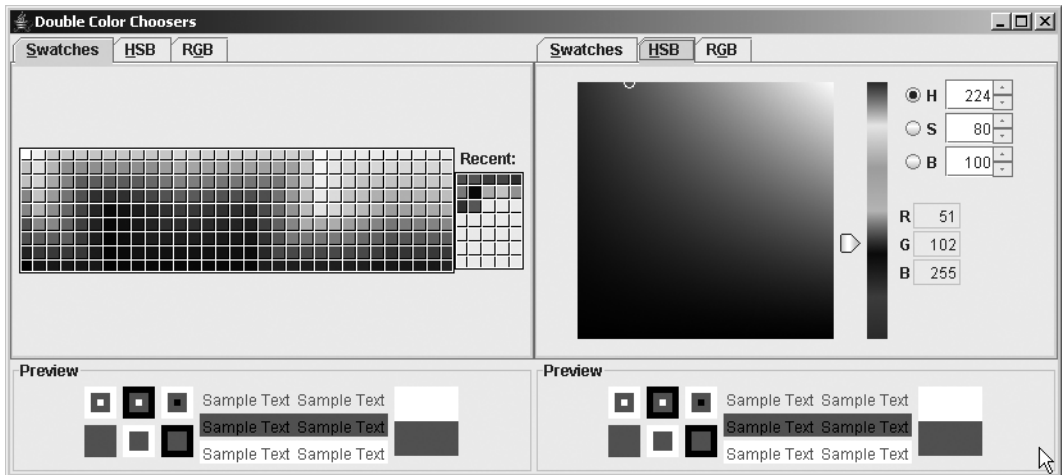 Double Color Choosers
Swatches HSB RGB
Swatches HSB RGB
Recent:
H 224
S 80
B 100
R 51
G 102
B 255
Preview
Sample Text Sample Text
Sample Text Sample Text
Sample Text Sample Text
Preview
Sample Text Sample Text
Sample Text Sample Text
Sample Text Sample Text